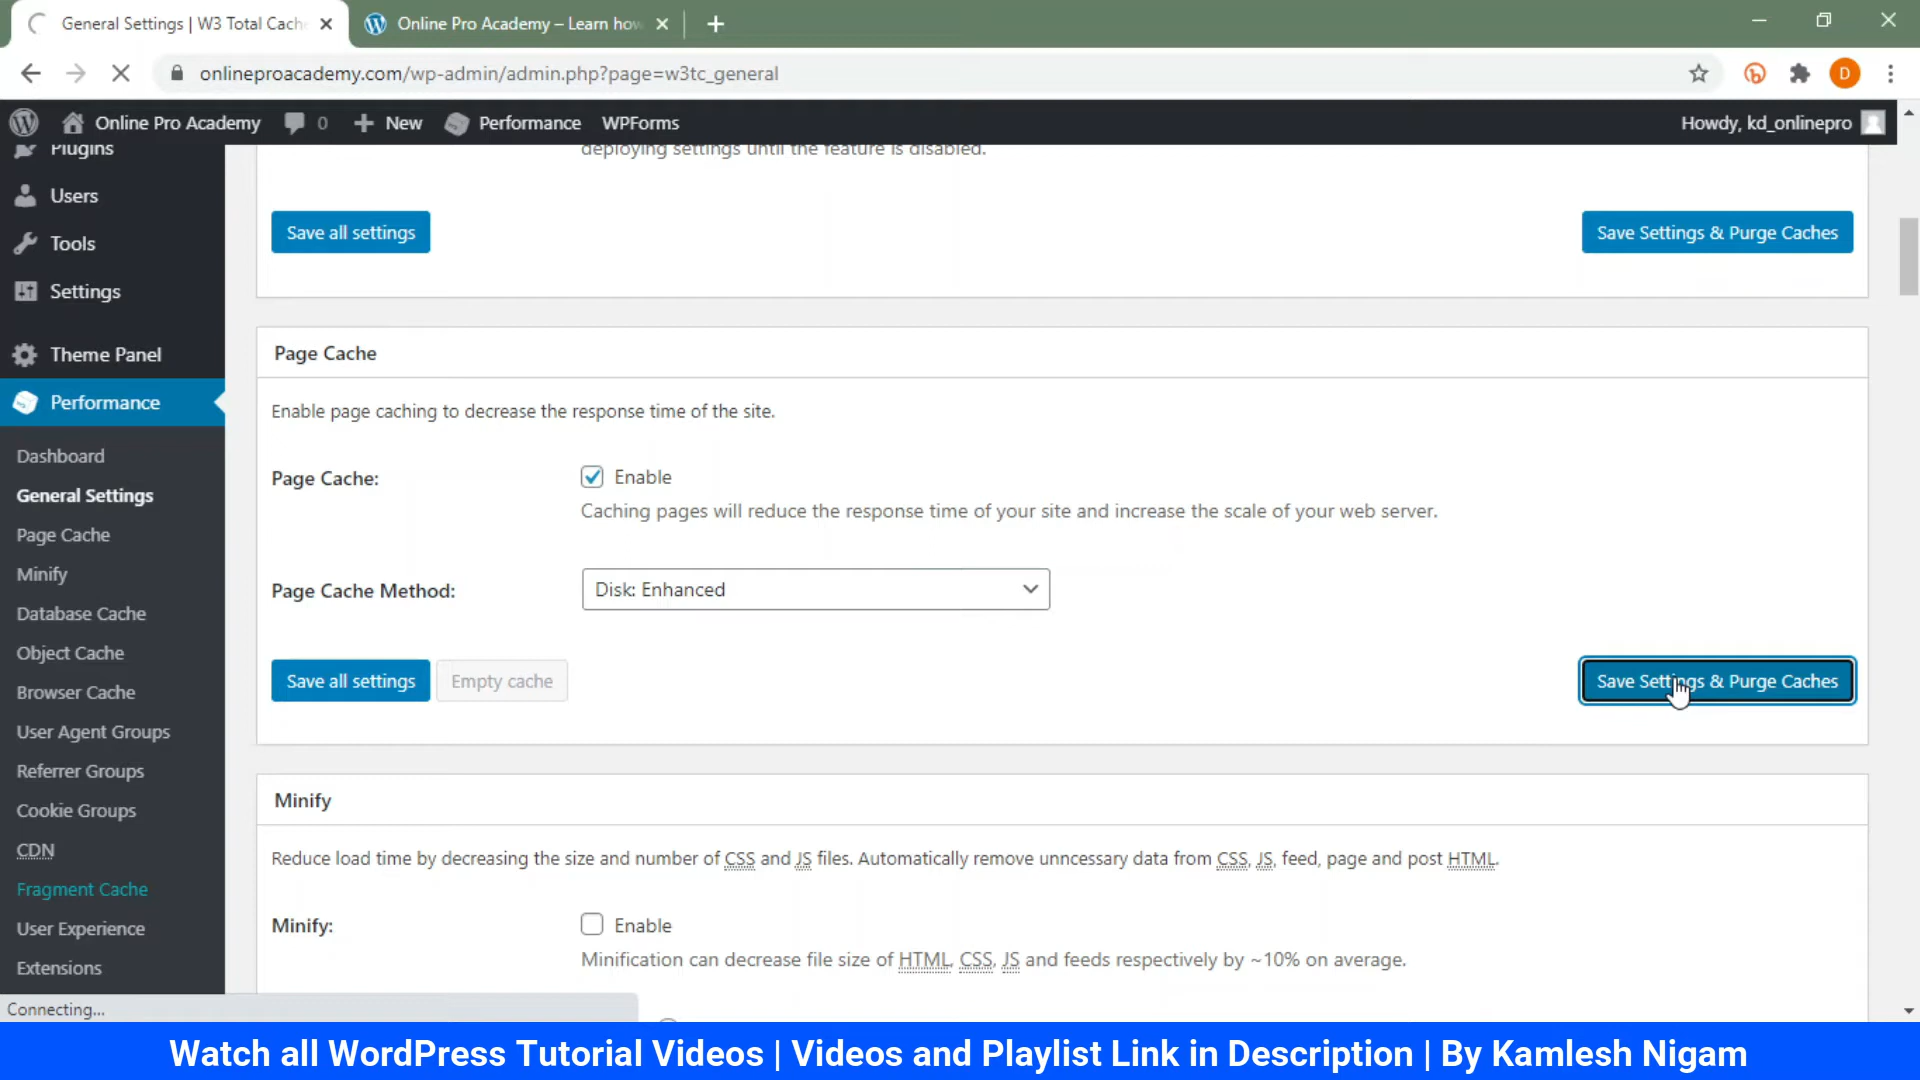 General Settings | W3 Total Cache
Online Pro Academy – Learn how
onlineproacademy.com/wp-admin/admin.php?page=w3tc_general
D
Online Pro Academy
0
New
Performance
WPForms
Howdy, kd_onlinepro
Plugins
Users
Tools
Settings
Theme Panel
Performance
Dashboard
General Settings
Page Cache
Minify
Database Cache
Object Cache
Browser Cache
User Agent Groups
Referrer Groups
Cookie Groups
CDN
Fragment Cache
User Experience
Extensions
deploying settings until the feature is disabled.
Save all settings
Save Settings & Purge Caches
Page Cache
Enable page caching to decrease the response time of the site.
Page Cache:
Enable
Caching pages will reduce the response time of your site and increase the scale of your web server.
Page Cache Method:
Disk: Enhanced
Save all settings
Empty cache
Save Settings & Purge Caches
Minify
Reduce load time by decreasing the size and number of CSS and JS files. Automatically remove unncessary data from CSS, JS, feed, page and post HTML.
Minify:
Enable
Minification can decrease file size of HTML, CSS, JS and feeds respectively by ~10% on average.
Connecting...
Watch all WordPress Tutorial Videos | Videos and Playlist Link in Description | By Kamlesh Nigam